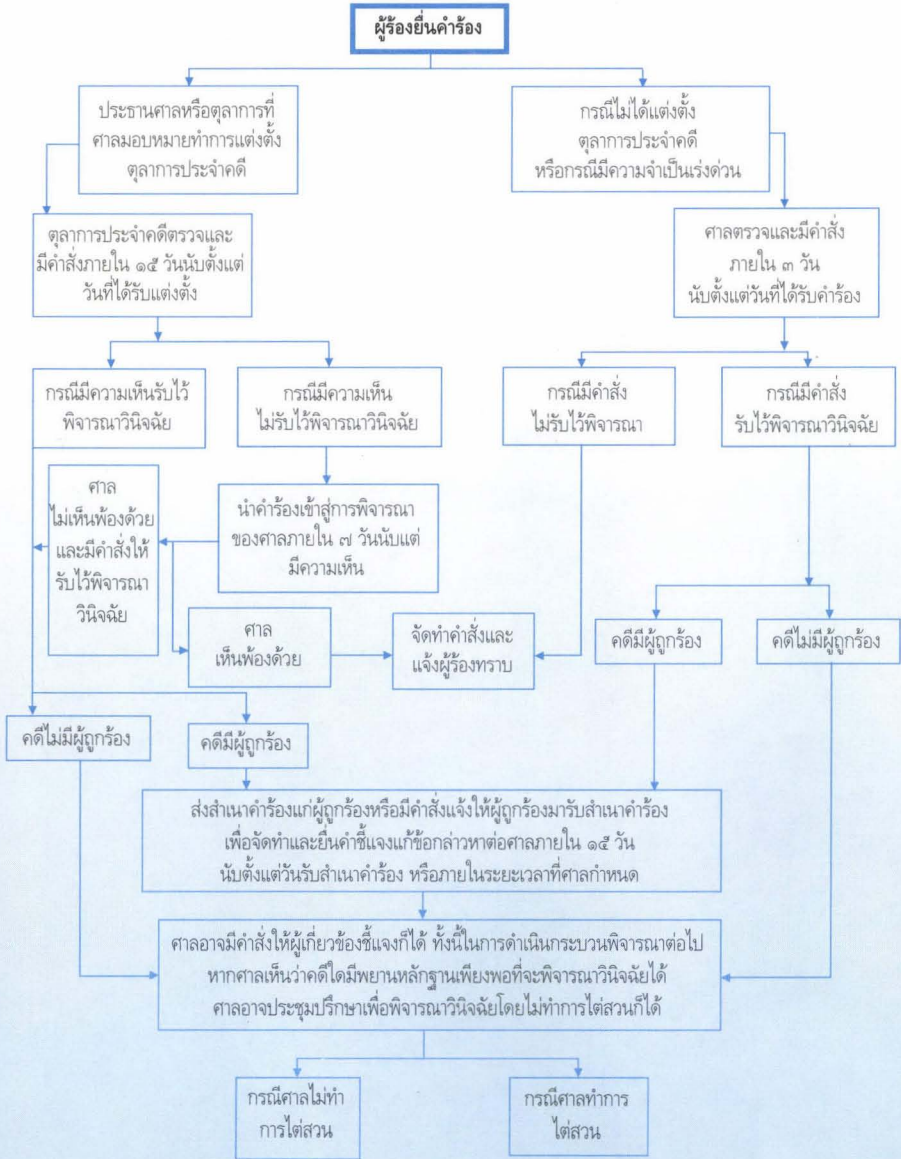 ผู้ร้องยื่นคำร้อง
ประธานศาลหรือตุลาการที่
ศาลมอบหมายทำการแต่งตั้ง
ตุลาการประจำคดี
กรณีไม่ได้แต่งตั้ง
ตุลาการประจำคดี
หรือกรณีมีความจำเป็นเร่งด่วน
ตุลาการประจำคดีตรวจและ
มีคำสั่งภายใน ๑๕ วันนับตั้งแต่
วันที่ได้รับแต่งตั้ง
ศาลตรวจและมีคำสั่ง
ภายใน ๓ วัน
นับตั้งแต่วันที่ได้รับคำร้อง
กรณีมีความเห็นรับไว้
พิจารณาวินิจฉัย
กรณีมีความเห็น
ไม่รับไว้พิจารณาวินิจฉัย
กรณีมีคำสั่ง
ไม่รับไว้พิจารณา
กรณีมีคำสั่ง
รับไว้พิจารณาวินิจฉัย
ศาล
ไม่เห็นพ้องด้วย
และมีคำสั่งให้
รับไว้พิจารณา
วินิจฉัย
นำคำร้องเข้าสู่การพิจารณา
ของศาลภายใน ๗ วันนับแต่
มีความเห็น
ศาล
เห็นพ้องด้วย
จัดทำคำสั่งและ
แจ้งผู้ร้องทราบ
คดีมีผู้ถูกร้อง
คดีไม่มีผู้ถูกร้อง
คดีไม่มีผู้ถูกร้อง
คดีมีผู้ถูกร้อง
ส่งสำเนาคำร้องแก่ผู้ถูกร้องหรือมีคำสั่งแจ้งให้ผู้ถูกร้องมารับสำเนาคำร้อง
เพื่อจัดทำและยื่นคำชี้แจงแก้ข้อกล่าวหาต่อศาลภายใน ๑๕ วัน
นับตั้งแต่วันรับสำเนาคำร้อง หรือภายในระยะเวลาที่ศาลกำหนด
ศาลอาจมีคำสั่งให้ผู้เกี่ยวข้องชี้แจงก็ได้ ทั้งนี้ในการดำเนินกระบวนพิจารณาต่อไป
หากศาลเห็นว่าคดีใดมีพยานหลักฐานเพียงพอที่จะพิจารณาวินิจฉัยได้
ศาลอาจประชุมปรึกษาเพื่อพิจารณาวินิจฉัยโดยไม่ทำการไต่สวนก็ได้
กรณีศาลไม่ทำ
การไต่สวน
กรณีศาลทำการ
ไต่สวน